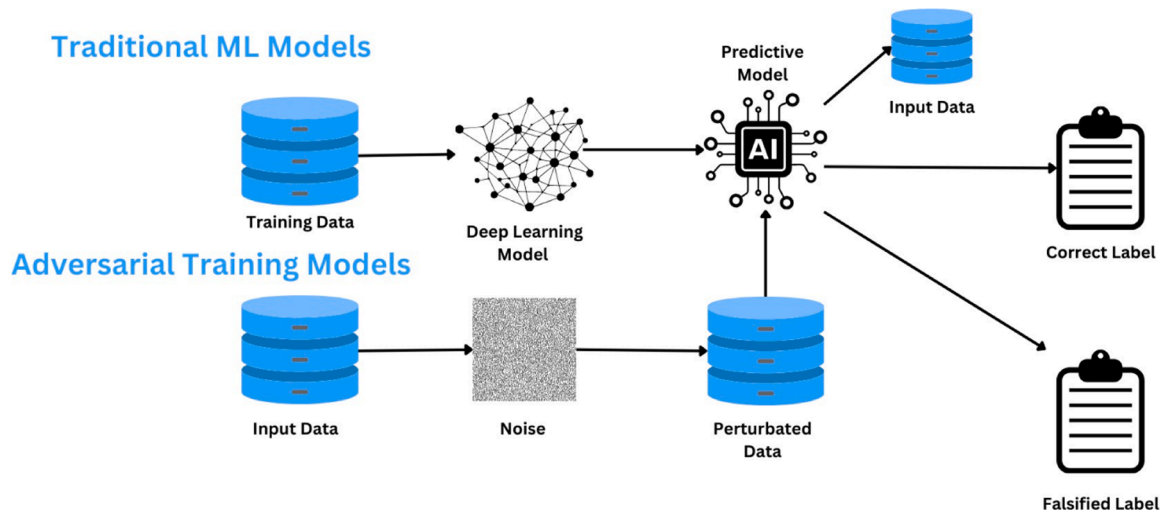 Traditional ML Models
Predictive
Model
Input Data
AI
Training Data
Deep Learning
Model
Correct Label
Adversarial Training Models
Input Data
Noise
Perturbated
Data
Falsified Label